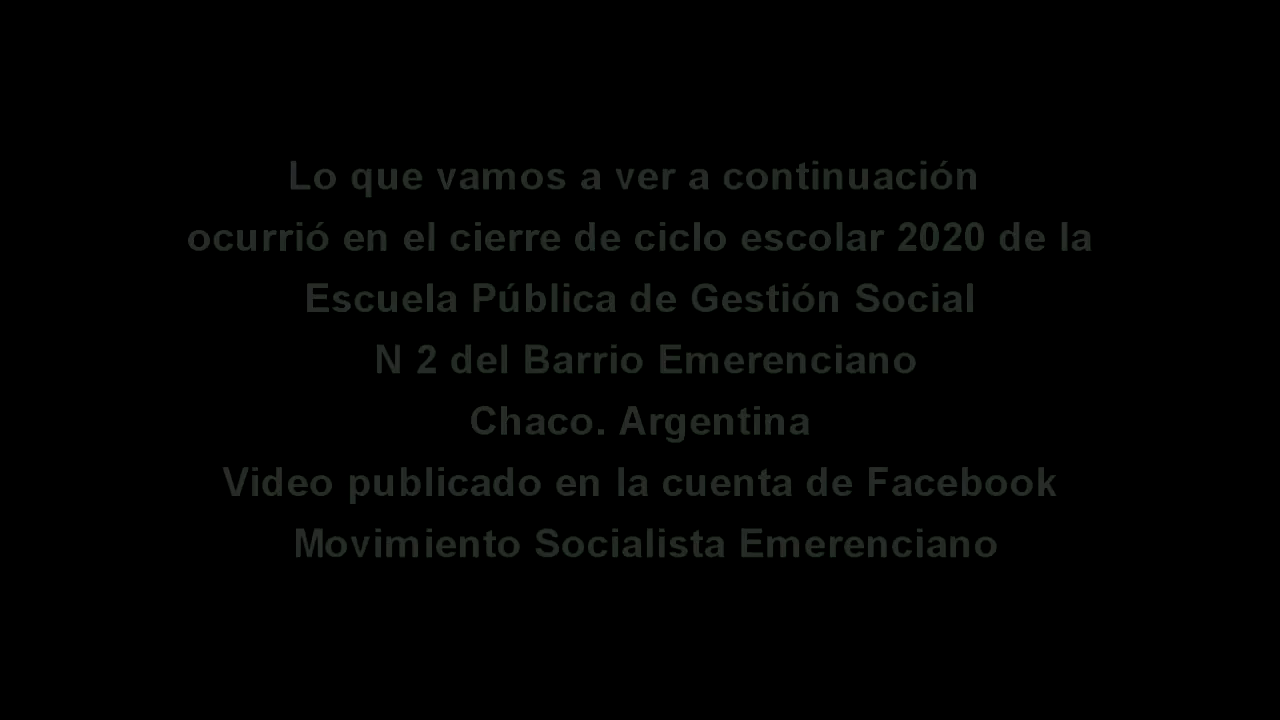 Lo que vamos a ver a continuación
ocurrió en el cierre de ciclo escolar 2020 de la
Escuela Pública de Gestión Social
N 2 del Barrio Emerenciano
Chaco. Argentina
Video publicado en la cuenta de Facebook
Movimiento Socialista Emerenciano